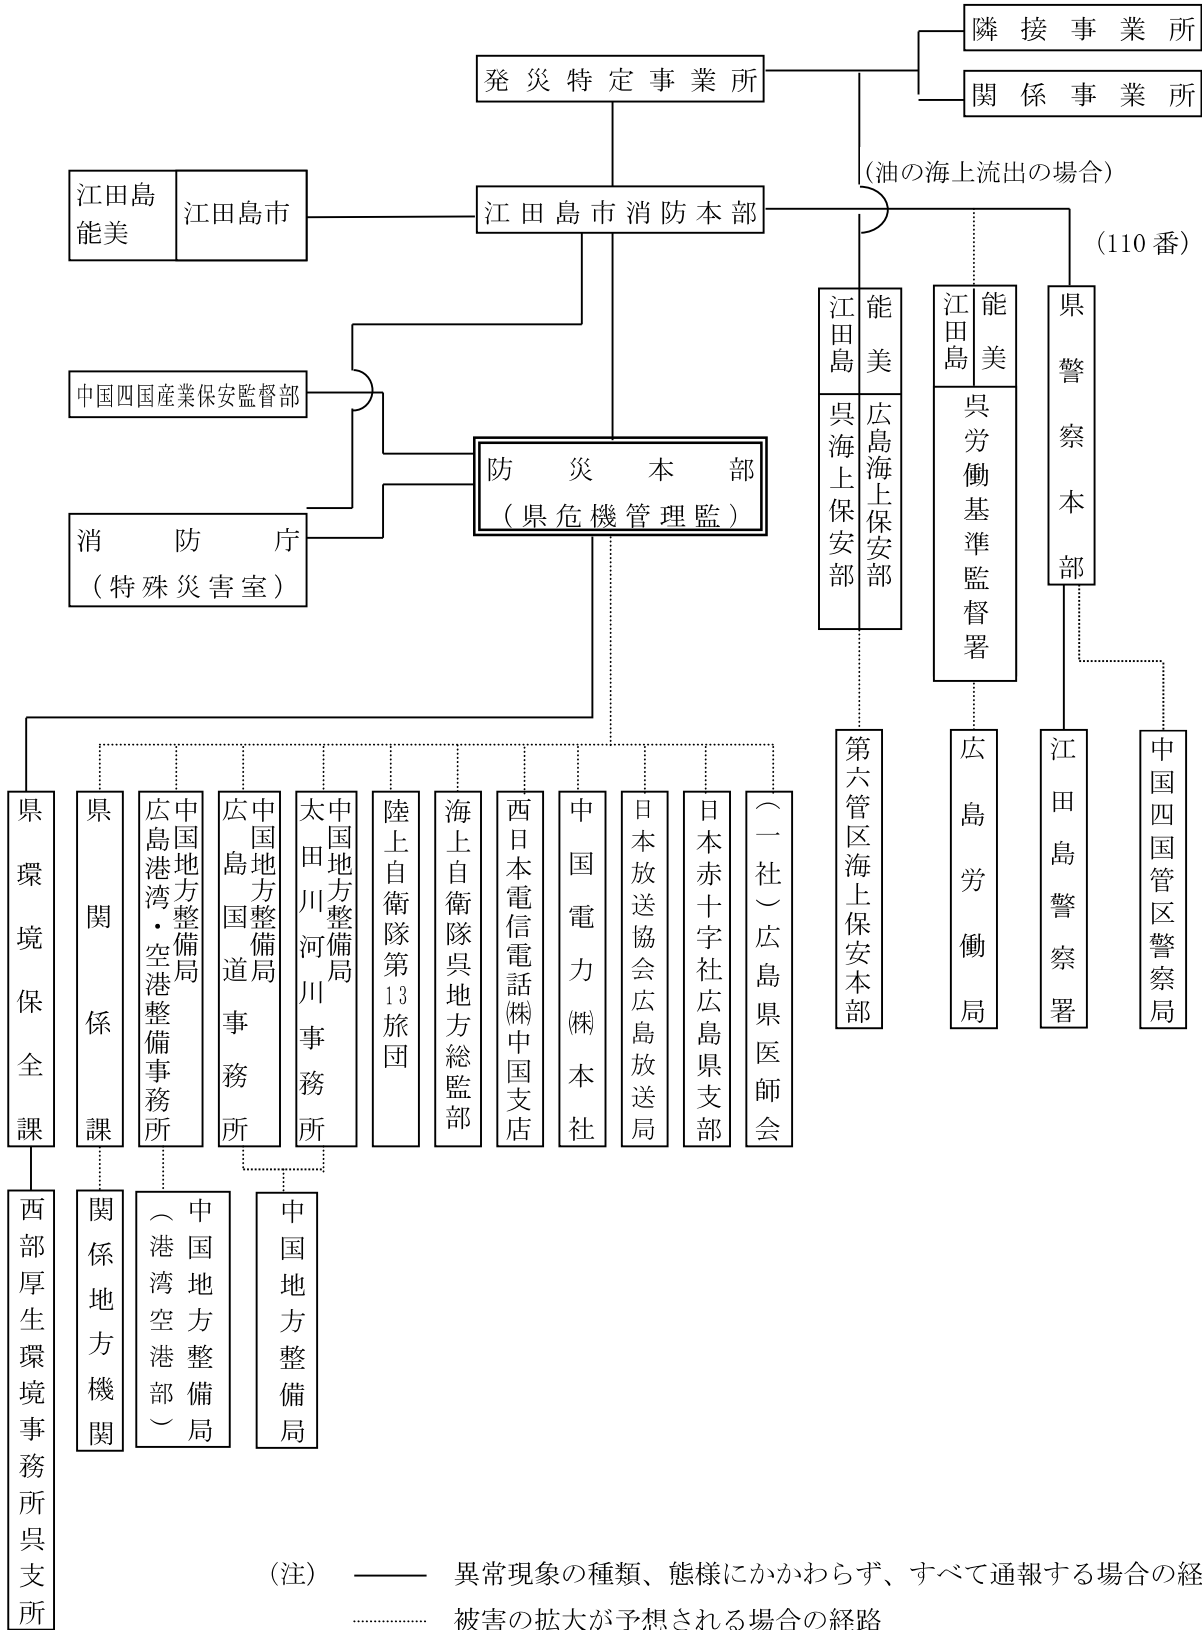 隣接事業所
発災特定事業所
関係事業所
(油の海上流出の場合)
江田島
能美
江田島市
江田島市消防本部
(110 番)
江田島
能美
呉海上保安部
広島海上保安部
江田島
能美
呉労働基準監督署
県警察本部
中国四国産業保安監督部
防災本部
(県危機管理監)
消防庁
(特殊災害室)
第六管区海上保安本部
広島労働局
江田島警察署
中国四国管区警察局
県環境保全課
県関係課
中国地方整備局
広島港湾・空港整備事務所
中国地方整備局
広島国道事務所
中国地方整備局
太田川河川事務所
陸上自衛隊第13旅団
海上自衛隊呉地方総監部
西日本電信電話㈱中国支店
中国電力㈱本社
日本放送協会広島放送局
日本赤十字社広島県支部
(一社)広島県医師会
西部厚生環境事務所呉支所
関係地方機関
中国地方整備局
(港湾空港部)
中国地方整備局
(注) 異常現象の種類、態様にかかわらず、すべて通報する場合の経
被害の拡大が予想される場合の経路